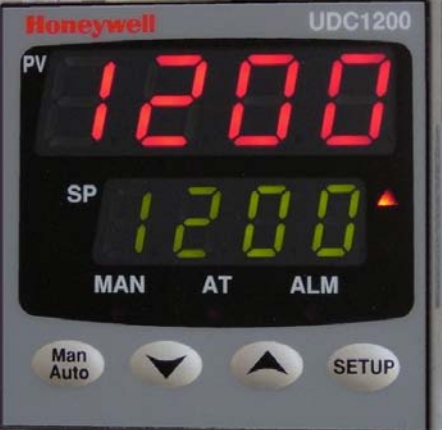 Honeywell UDC1200
PV 1200
SP 1200
MAN AT ALM
Man
Auto
SETUP